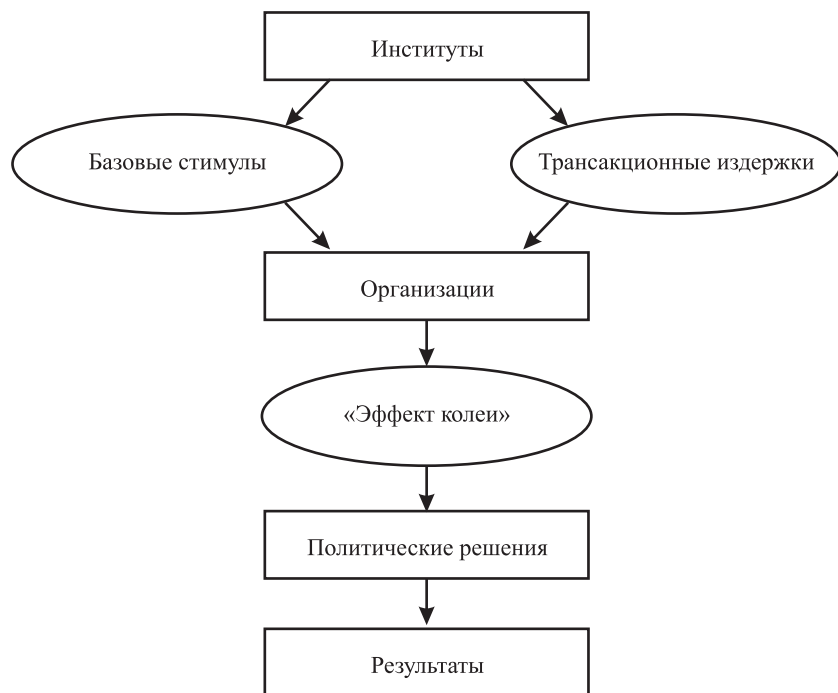 Институты
Базовые стимулы
Трансакционные издержки
Организации
«Эффект колеи»
Политические решения
Результаты